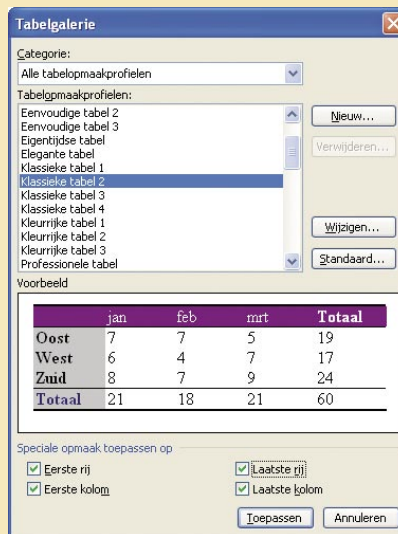 Tabelgalerie
Categorie:
Alle tabelopmaakprofielen
Tabelopmaakprofielen:
Eenvoudige tabel 2
Eenvoudige tabel 3
Eigentijdse tabel
Elegante tabel
Klassieke tabel 1
Klassieke tabel 2
Klassieke tabel 3
Klassieke tabel 4
Kleurrijke tabel 1
Kleurrijke tabel 2
Kleurrijke tabel 3
Professionele tabel
Nieuw...
Verwijderen...
Wijzigen...
Standaard...
Voorbeeld
jan feb mrt Totaal
Oost 7 7 5 19
West 6 4 7 17
Zuid 8 7 9 24
Totaal 21 18 21 60
Speciale opmaak toepassen op
Eerste rij Laatste rij
Eerste kolom Laatste kolom
Toepassen Annuleren